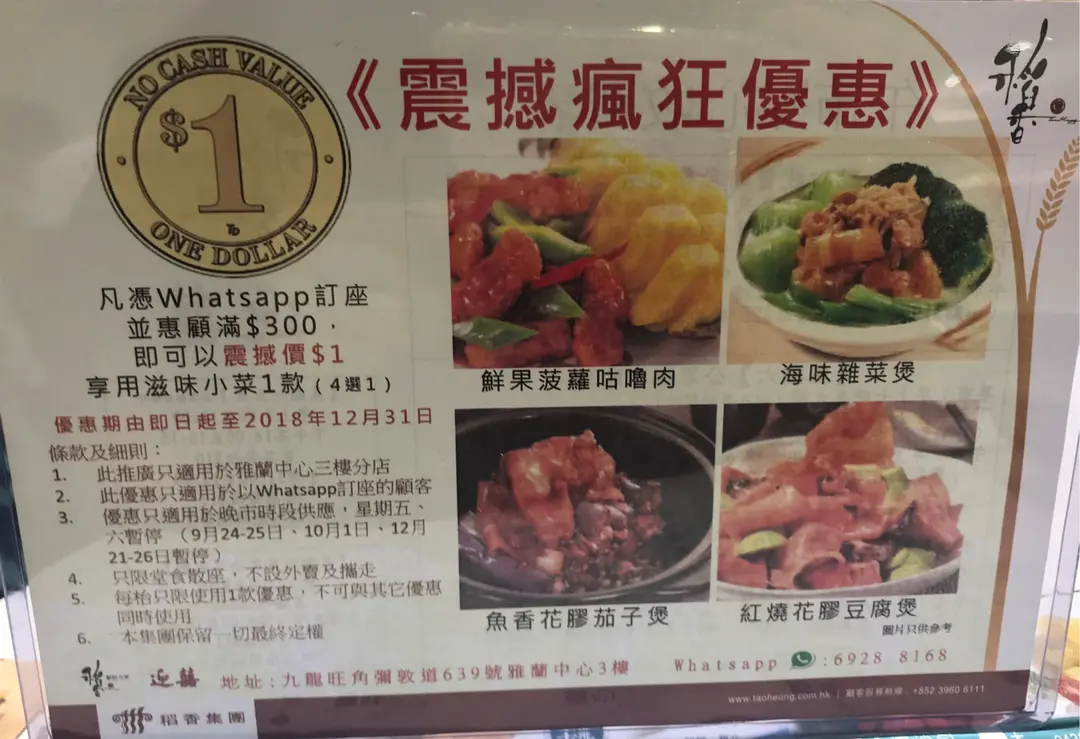 NO CASH VALUE
$1
ONE DOLLAR
《震撼瘋狂優惠》
稻香
凡憑Whatsapp訂座
並惠顧滿$300，
即可以震撼價$1
享用滋味小菜1款（4選1）
優惠期由即日起至2018年12月31日
條款及細則：
1. 此推廣只適用於雅蘭中心三樓分店
2. 此優惠只適用於以Whatsapp訂座的顧客
3. 優惠只適用於晚市時段供應，星期五、
六暫停 （9月24-25日、10月1日、12月
21-26日暫停）
4. 只限堂食散座，不設外賣及攜走
5. 每枱只限使用1款優惠，不可與其它優惠
同時使用
6. 本集團保留一切最終定權
鮮果菠蘿咕嚕肉
海味雜菜煲
魚香花膠茄子煲
紅燒花膠豆腐煲
圖片只供參考
迎囍
地址:九龍旺角彌敦道639號雅蘭中心3樓
Whatsapp :6928 8168
稻香集團
www.taoheung.com.hk | 顧客服務熱線：+852 3960 6111